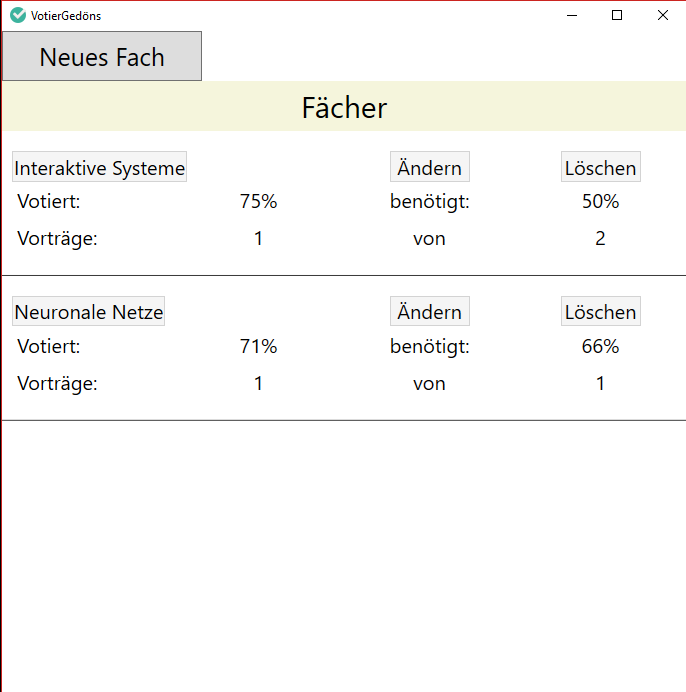 VotierGedöns
Neues Fach
Fächer
Interaktive Systeme Ändern Löschen
Votiert: 75% benötigt: 50%
Vorträge: 1 von 2
Neuronale Netze Ändern Löschen
Votiert: 71% benötigt: 66%
Vorträge: 1 von 1